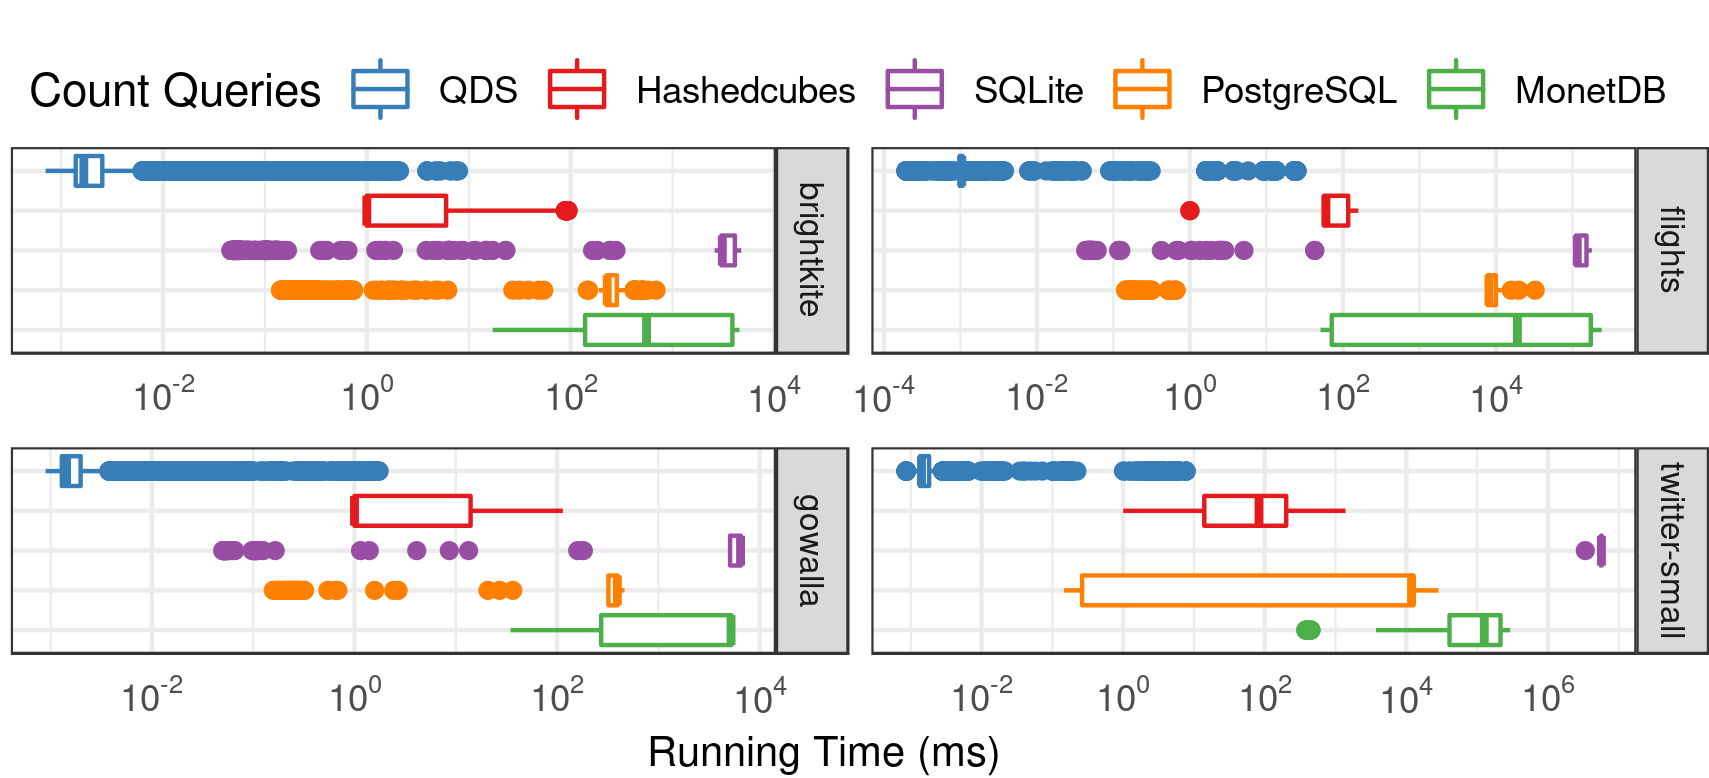 Count Queries QDS Hashedcubes SQLite PostgreSQL MonetDB
brightkite
10^-2 10^0 10^2 10^4
flights
10^-4 10^-2 10^0 10^2 10^4
gowalla
10^-2 10^0 10^2 10^4
twitter-small
10^-2 10^0 10^2 10^4 10^6
Running Time (ms)